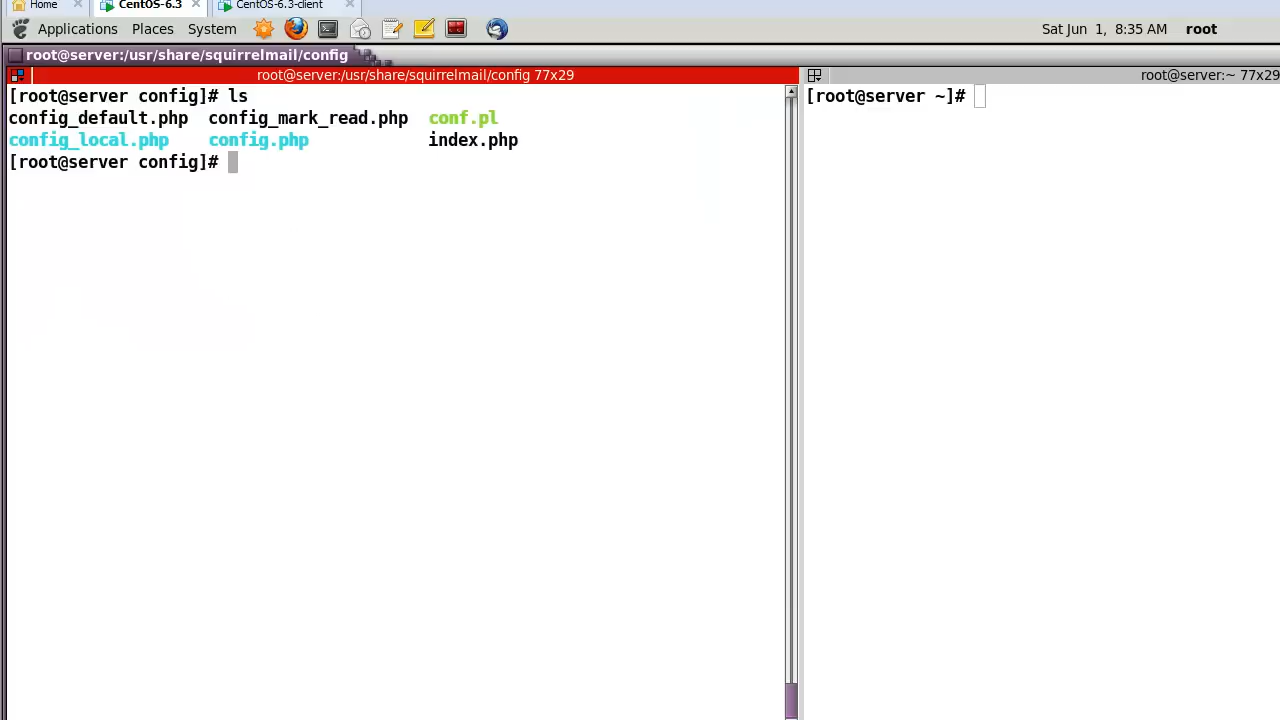 Home CentOS-6.3 CentOS-6.3-client
Applications Places System Sat Jun 1, 8:35 AM root
root@server:/usr/share/squirrelmail/config
root@server:/usr/share/squirrelmail/config 77x29
[root@server config]# ls
config_default.php config_mark_read.php conf.pl
config_local.php config.php index.php
[root@server config]#
root@server:~ 77x29
[root@server ~]#